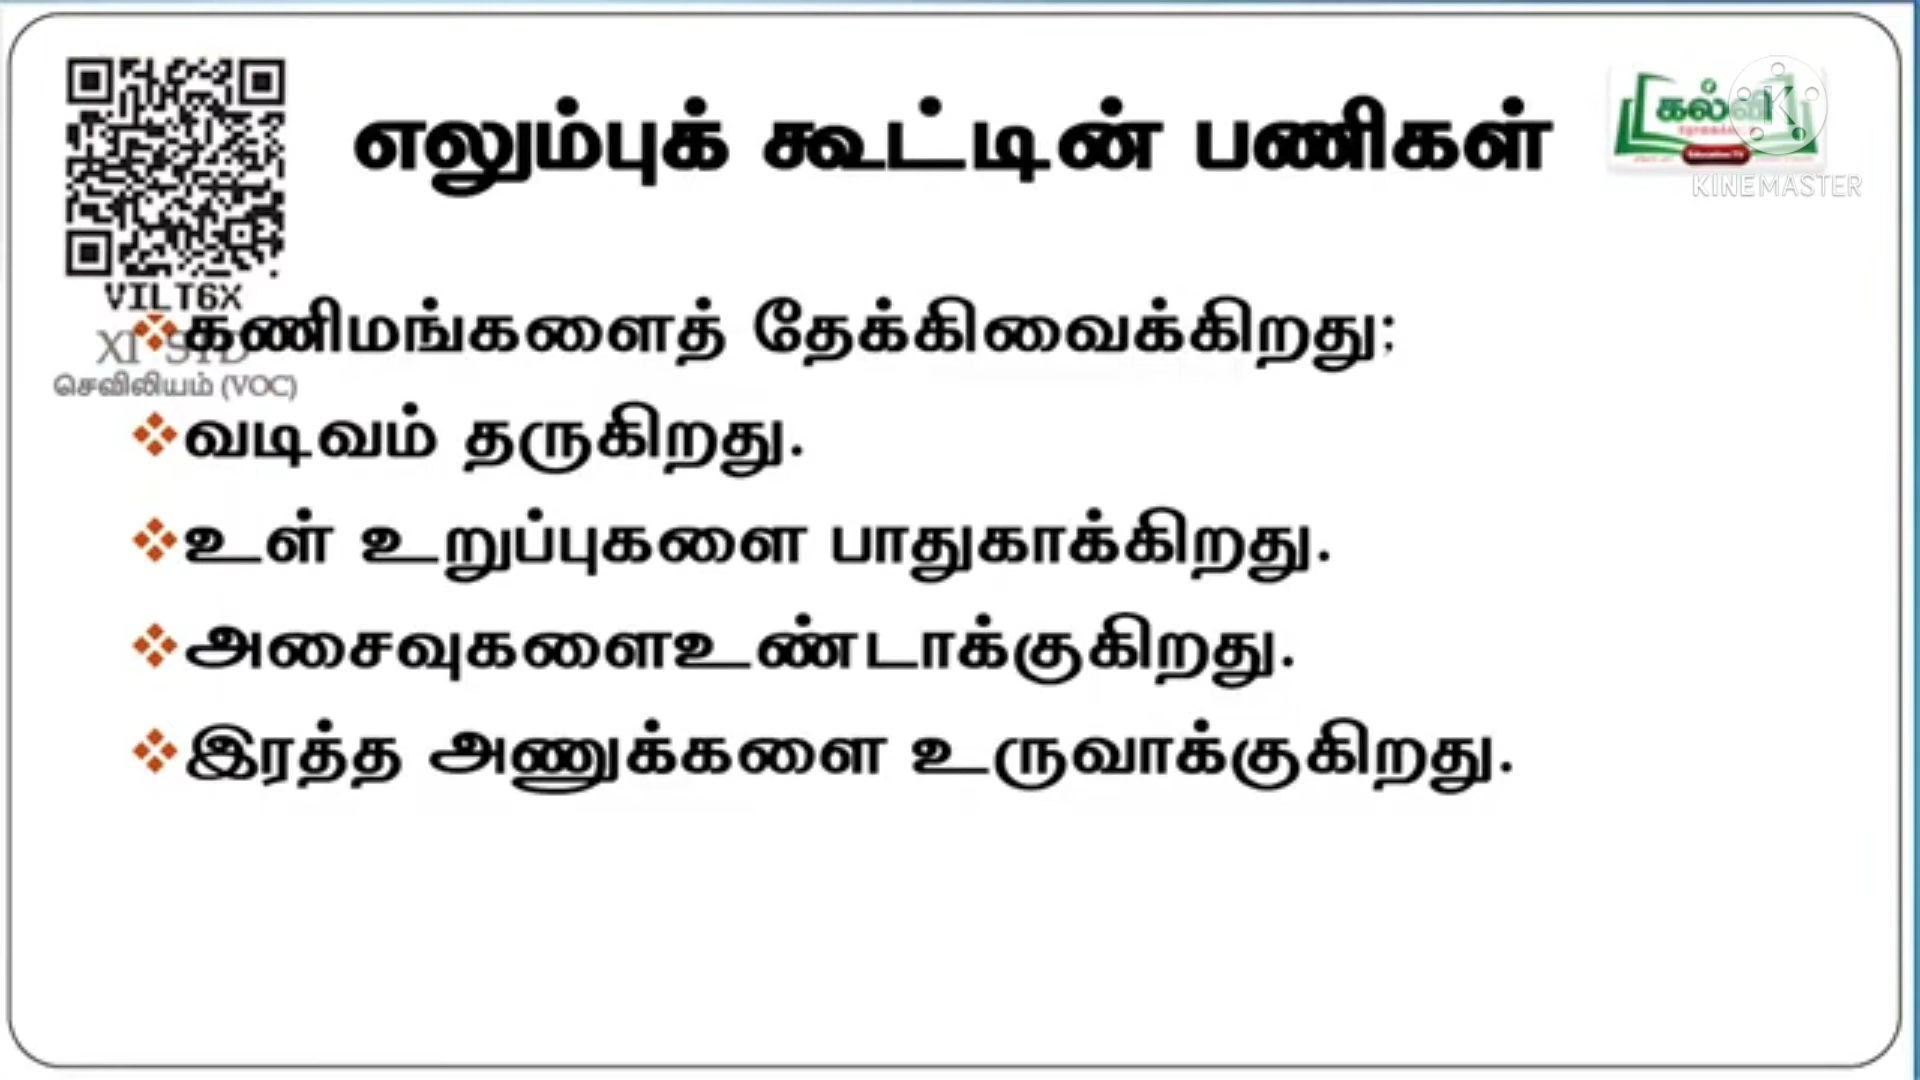 எலும்புக் கூட்டின் பணிகள்
கல்வி
KINEMASTER
VILT6X
XI STD
செவிலியம் (VOC)
கணிமங்களைத் தேக்கிவைக்கிறது;
வடிவம் தருகிறது.
உள் உறுப்புகளை பாதுகாக்கிறது.
அசைவுகளைஉண்டாக்குகிறது.
இரத்த அணுக்களை உருவாக்குகிறது.